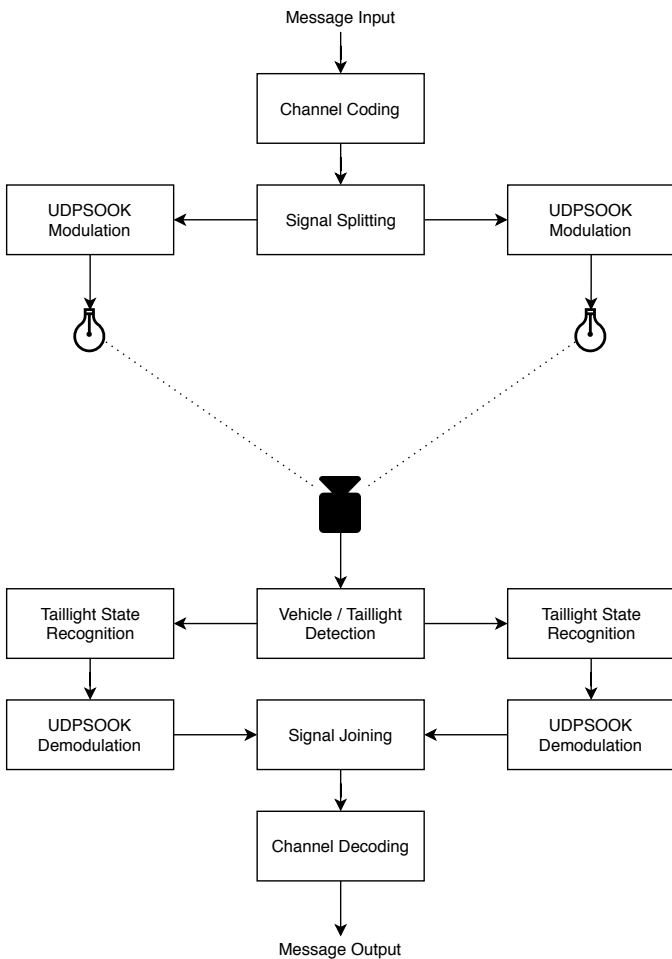 Message Input
Channel Coding
UDPSOOK
Modulation
Signal Splitting
UDPSOOK
Modulation
Taillight State
Recognition
Vehicle / Taillight
Detection
Taillight State
Recognition
UDPSOOK
Demodulation
Signal Joining
UDPSOOK
Demodulation
Channel Decoding
Message Output